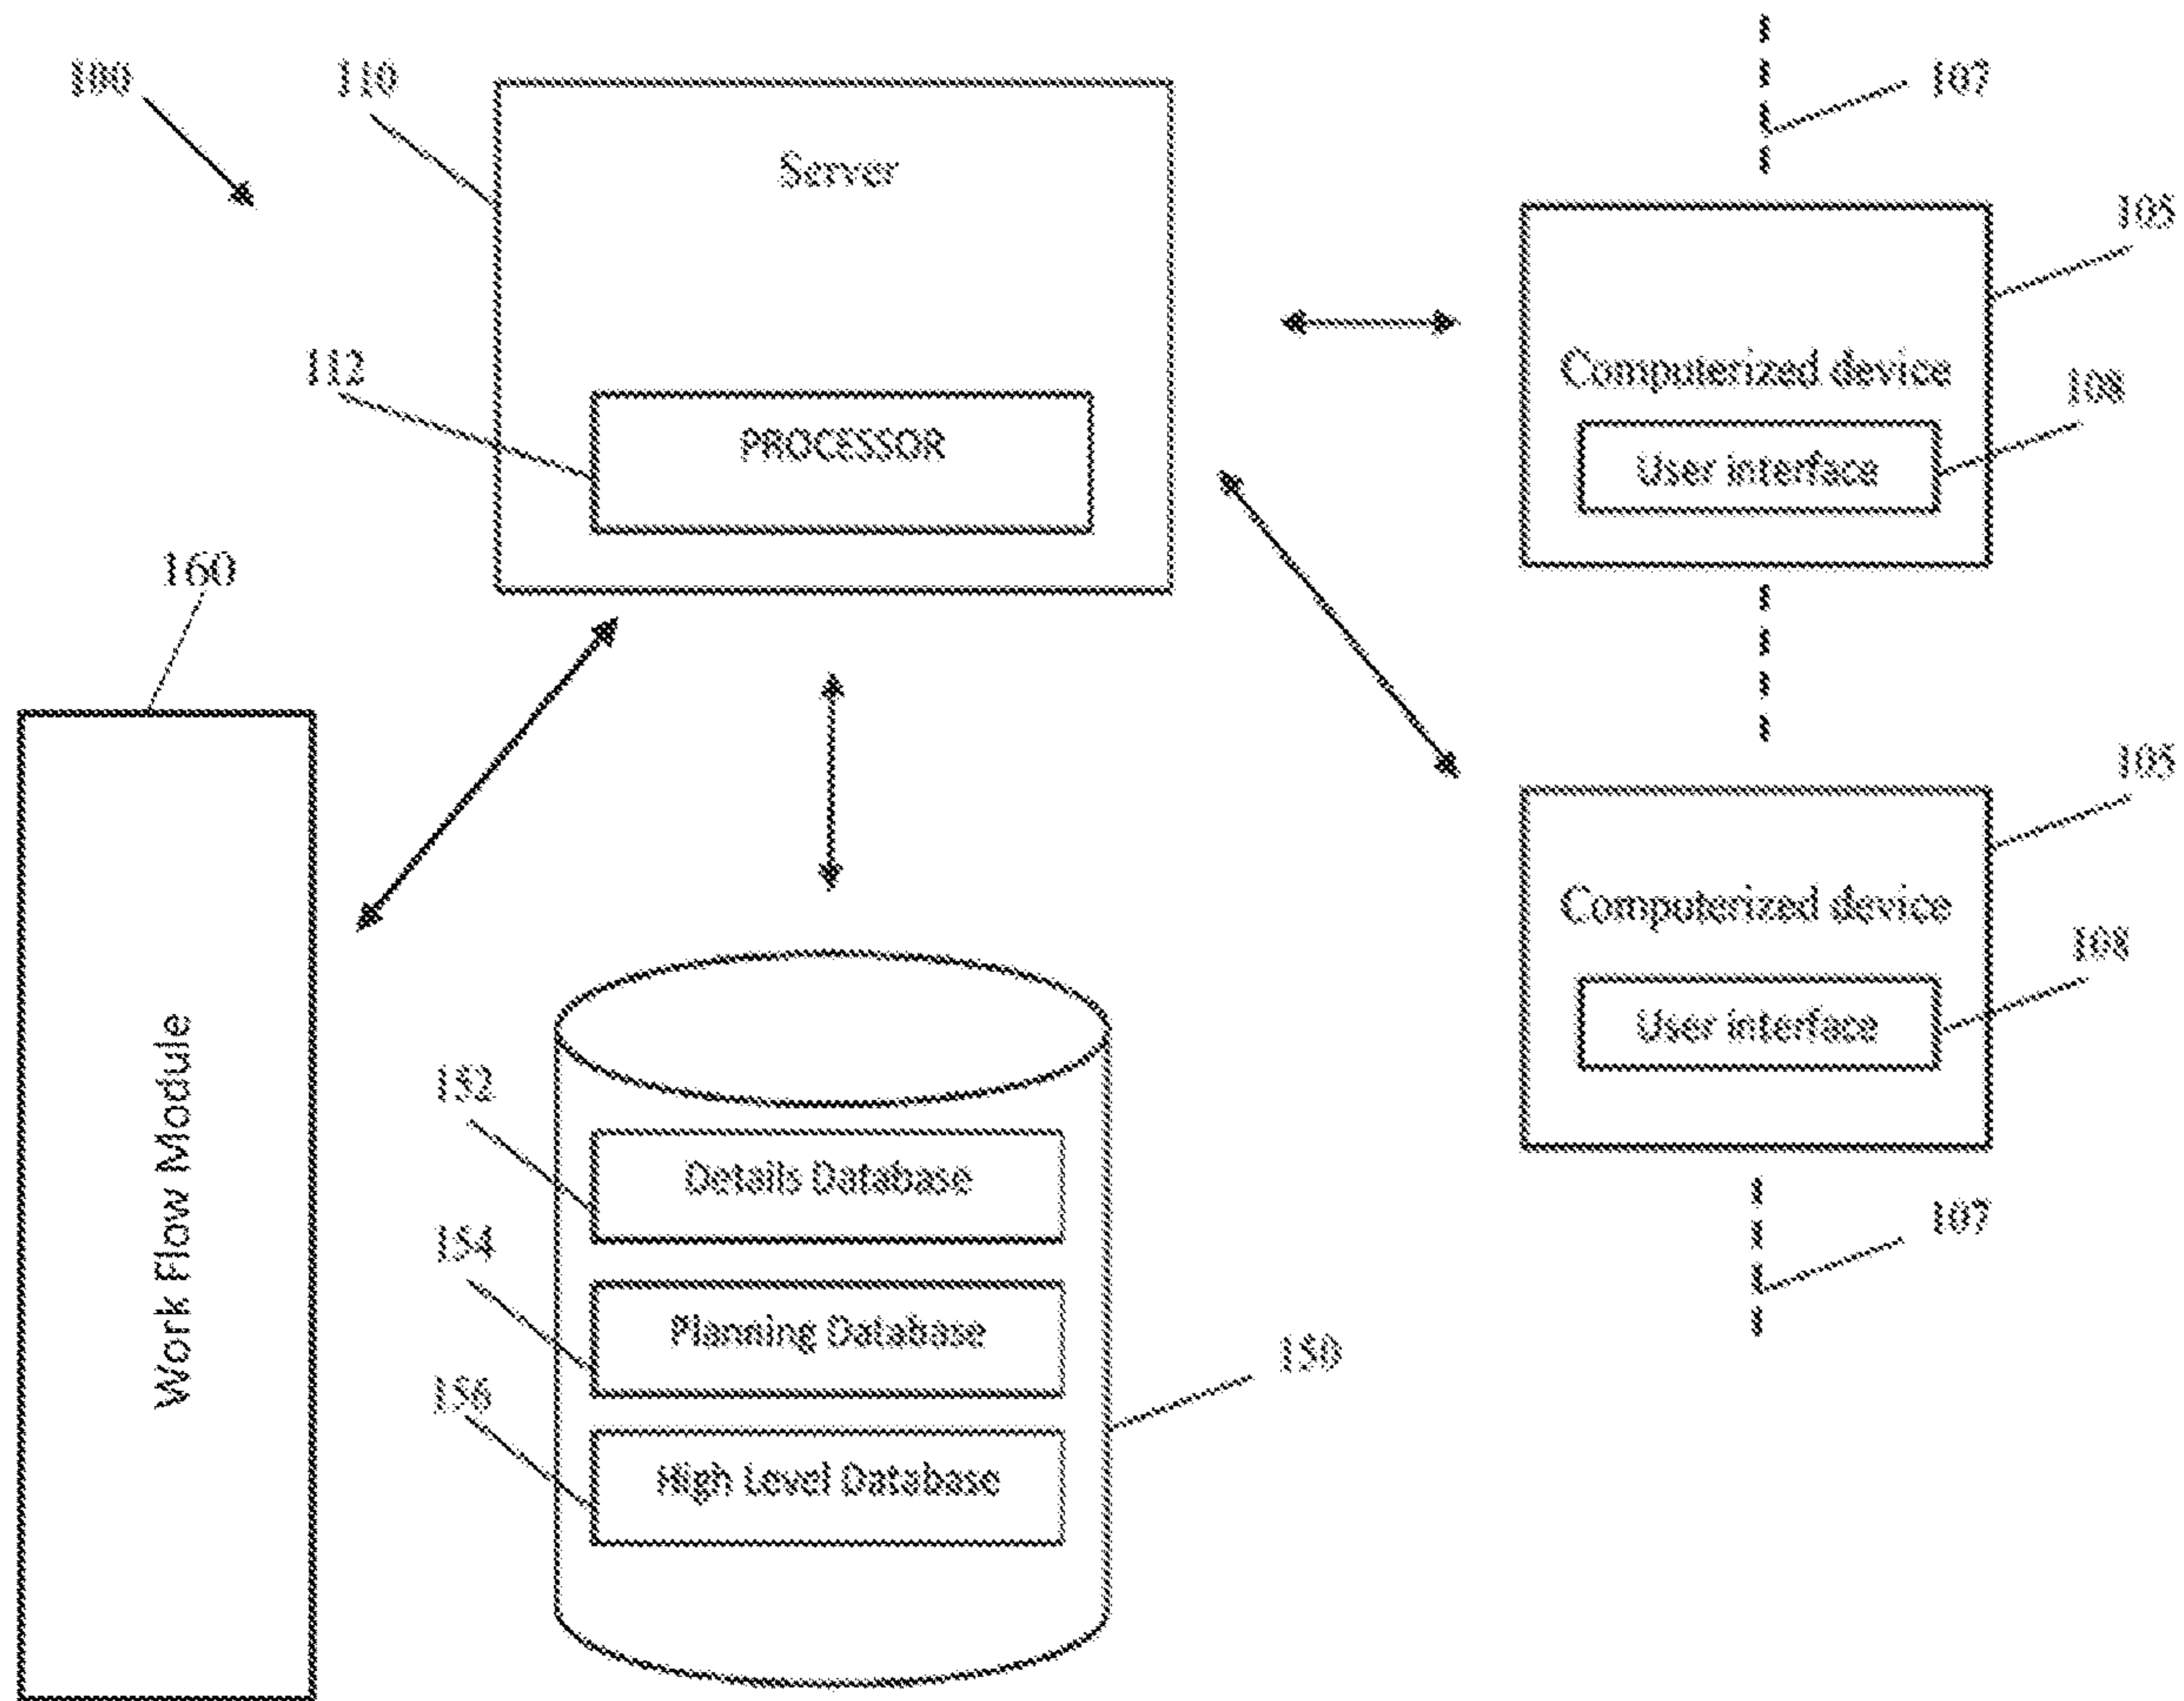 100
110
107
Server
105
112
Computerized device
108
PROCESSOR
User interface
160
105
Computerized device
108
User interface
Work Flow Module
152
Details Database
107
154
Planning Database
150
156
High Level Database